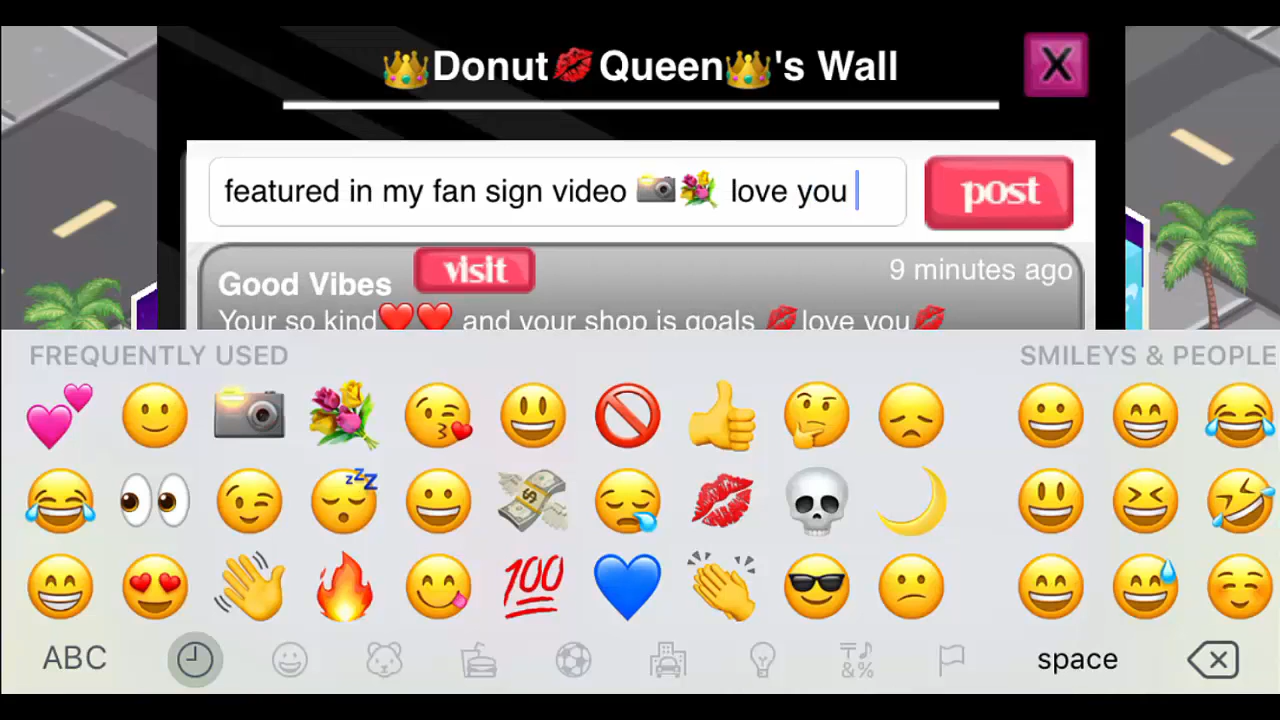 👑Donut💋Queen👑's Wall
X
featured in my fan sign video 📷💐 love you
post
Good Vibes
visit
9 minutes ago
Your so kind❤️❤️ and your shop is goals 💋love you💋
FREQUENTLY USED
SMILEYS & PEOPLE
ABC
space